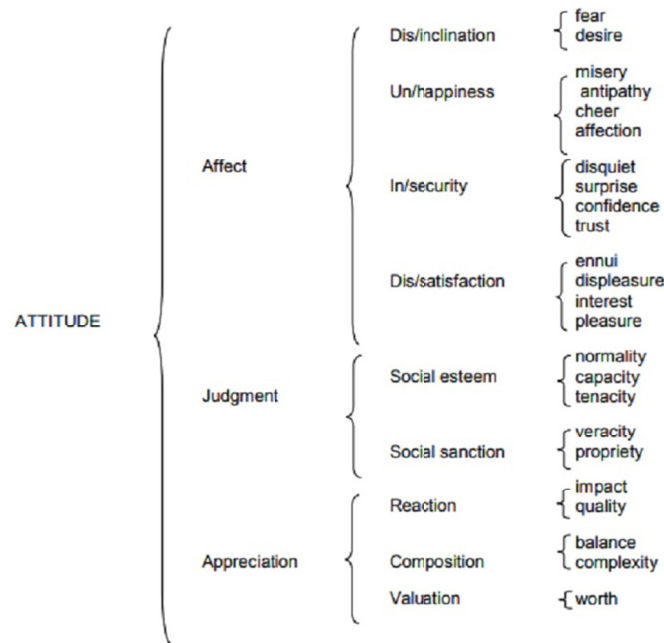 ATTITUDE
Affect
Dis/inclination
fear
desire
Un/happiness
misery
antipathy
cheer
affection
In/security
disquiet
surprise
confidence
trust
Dis/satisfaction
ennui
displeasure
interest
pleasure
Judgment
Social esteem
normality
capacity
tenacity
Social sanction
veracity
propriety
Appreciation
Reaction
impact
quality
Composition
balance
complexity
Valuation
worth